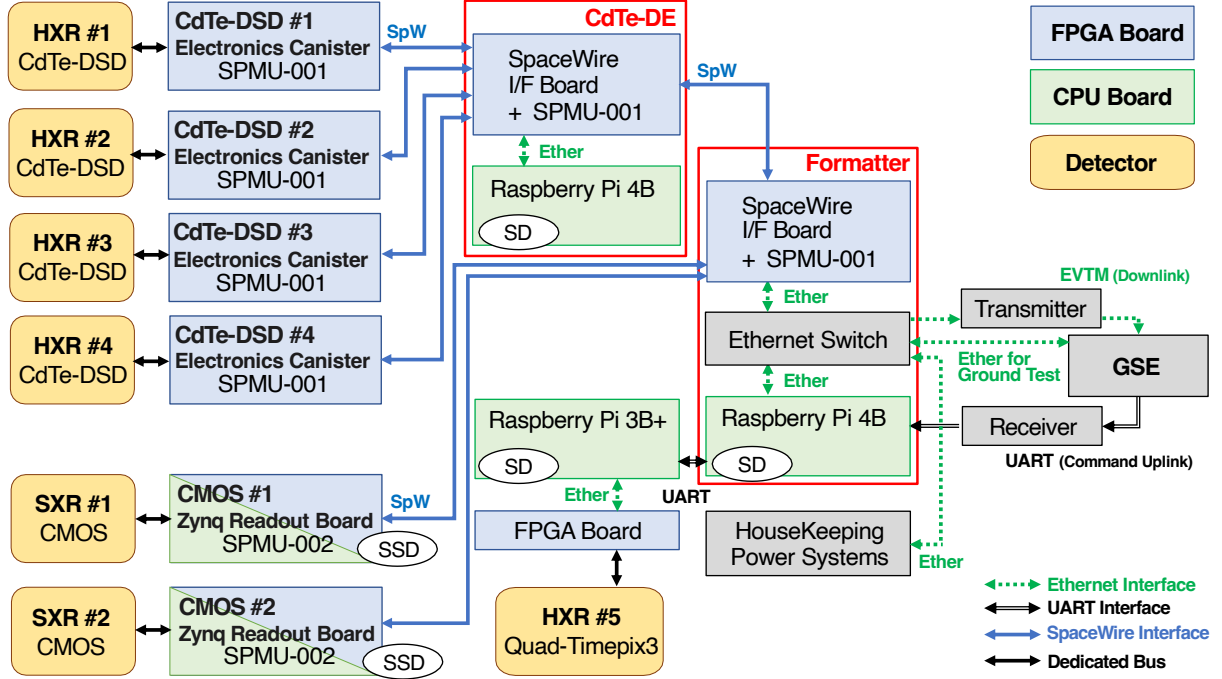 HXR #1
CdTe-DSD
CdTe-DSD #1
Electronics Canister
SPMU-001
SpW
HXR #2
CdTe-DSD
CdTe-DSD #2
Electronics Canister
SPMU-001
HXR #3
CdTe-DSD
CdTe-DSD #3
Electronics Canister
SPMU-001
HXR #4
CdTe-DSD
CdTe-DSD #4
Electronics Canister
SPMU-001
SXR #1
CMOS
CMOS #1
Zynq Readout Board
SPMU-002
SSD
SpW
SXR #2
CMOS
CMOS #2
Zynq Readout Board
SPMU-002
SSD
CdTe-DE
SpaceWire
I/F Board
+ SPMU-001
Ether
Raspberry Pi 4B
SD
SpW
Formatter
SpaceWire
I/F Board
+ SPMU-001
Ether
Ethernet Switch
Ether
Raspberry Pi 4B
SD
Raspberry Pi 3B+
SD
UART
Ether
FPGA Board
HXR #5
Quad-Timepix3
HouseKeeping
Power Systems
Ether
EVTM (Downlink)
Transmitter
Ether for
Ground Test
GSE
Receiver
UART (Command Uplink)
FPGA Board
CPU Board
Detector
Ethernet Interface
UART Interface
SpaceWire Interface
Dedicated Bus